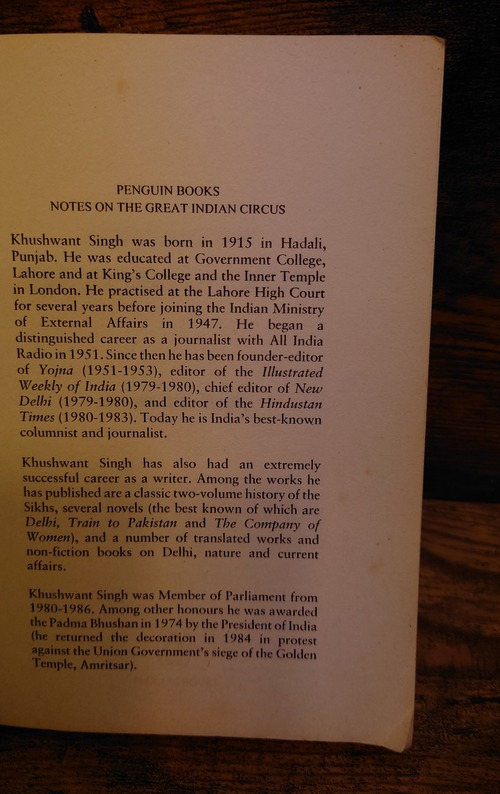 PENGUIN BOOKS
NOTES ON THE GREAT INDIAN CIRCUS
Khushwant Singh was born in 1915 in Hadali,
Punjab. He was educated at Government College,
Lahore and at King's College and the Inner Temple
in London. He practised at the Lahore High Court
for several years before joining the Indian Ministry
of External Affairs in 1947. He began a
distinguished career as a journalist with All India
Radio in 1951. Since then he has been founder-editor
of Yojna (1951-1953), editor of the Illustrated
Weekly of India (1979-1980), chief editor of New
Delhi (1979-1980), and editor of the Hindustan
Times (1980-1983). Today he is India's best-known
columnist and journalist.
Khushwant Singh has also had an extremely
successful career as a writer. Among the works he
has published are a classic two-volume history of the
Sikhs, several novels (the best known of which are
Delhi, Train to Pakistan and The Company of
Women), and a number of translated works and
non-fiction books on Delhi, nature and current
affairs.
Khushwant Singh was Member of Parliament from
1980-1986. Among other honours he was awarded
the Padma Bhushan in 1974 by the President of India
(he returned the decoration in 1984 in protest
against the Union Government's siege of the Golden
Temple, Amritsar).